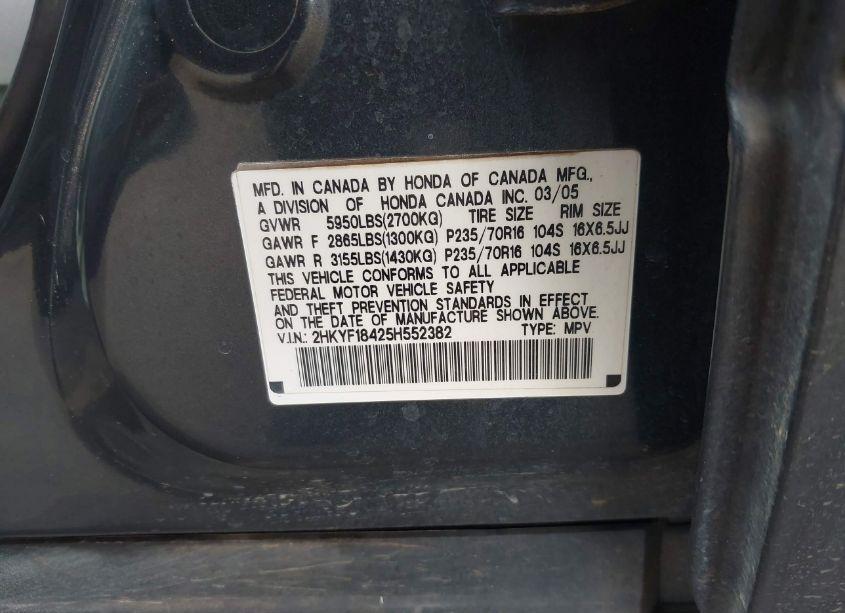 MFD. IN CANADA BY HONDA OF CANADA MFG.,
A DIVISION OF HONDA CANADA INC. 03/05
GVWR 5950LBS(2700KG) TIRE SIZE RIM SIZE
GAWR F 2865LBS(1300KG) P235/70R16 104S 16X6.5JJ
GAWR R 3155LBS(1430KG) P235/70R16 104S 16X6.5JJ
THIS VEHICLE CONFORMS TO ALL APPLICABLE
FEDERAL MOTOR VEHICLE SAFETY
AND THEFT PREVENTION STANDARDS IN EFFECT
ON THE DATE OF MANUFACTURE SHOWN ABOVE.
V.I.N.: 2HKYF18425H552382 TYPE: MPV